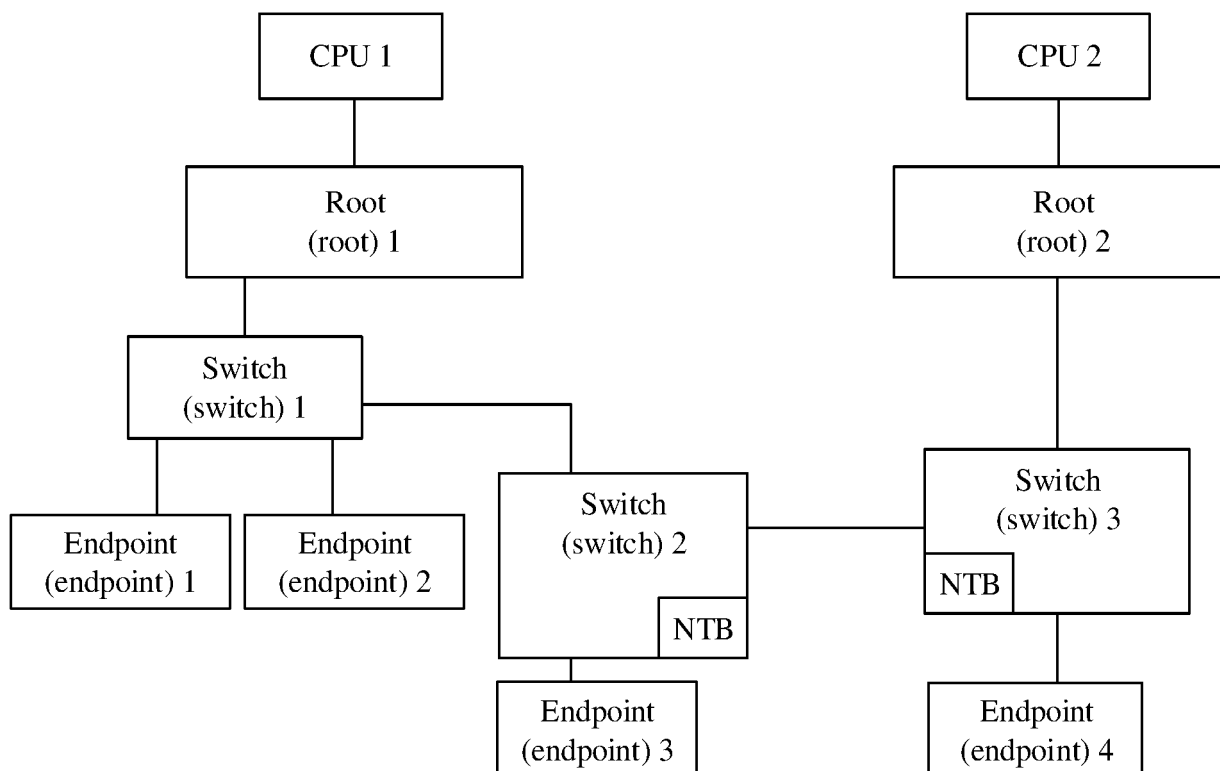 CPU 1
CPU 2
Root
(root) 1
Root
(root) 2
Switch
(switch) 1
Switch
(switch) 2
NTB
Switch
(switch) 3
NTB
Endpoint
(endpoint) 1
Endpoint
(endpoint) 2
Endpoint
(endpoint) 3
Endpoint
(endpoint) 4